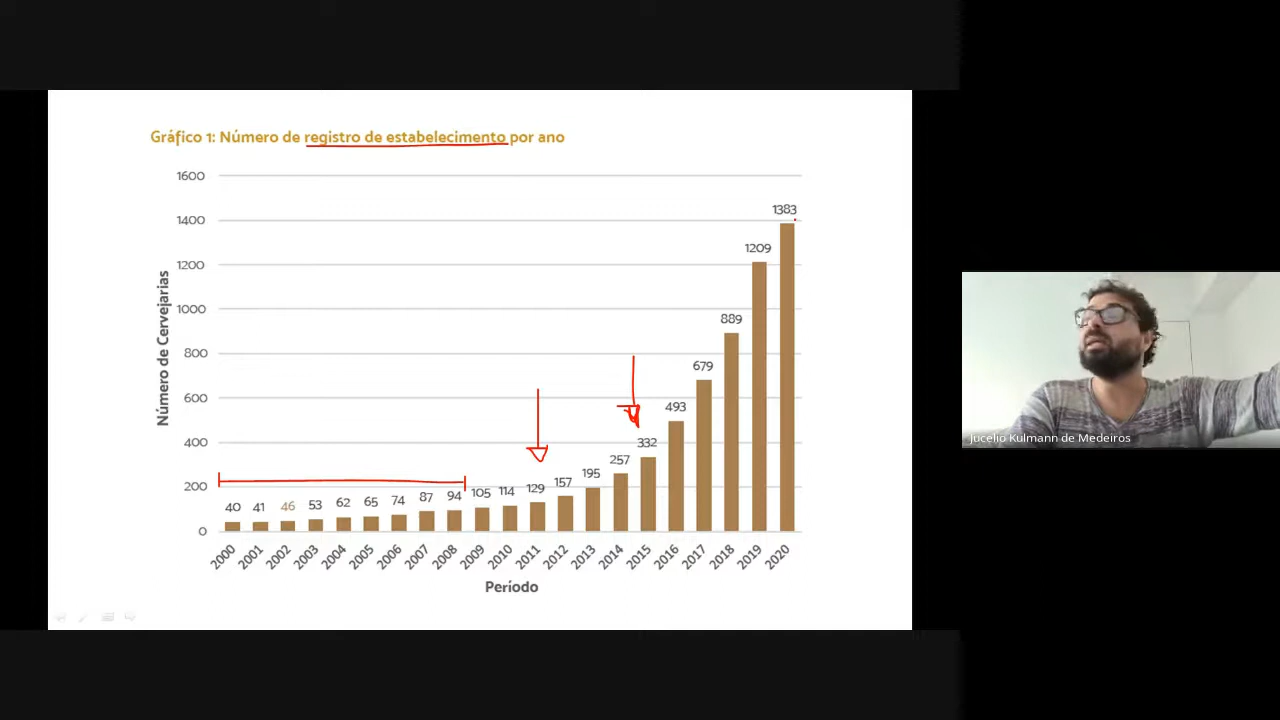 Gráfico 1: Número de registro de estabelecimento por ano
Número de Cervejarias
1600
1400
1200
1000
800
600
400
200
0
40 41 46 53 62 65 74 87 94 105 114 129 157 195 257 332 493 679 889 1209 1383
2000 2001 2002 2003 2004 2005 2006 2007 2008 2009 2010 2011 2012 2013 2014 2015 2016 2017 2018 2019 2020
Período
Jucelio Kulmann de Medeiros